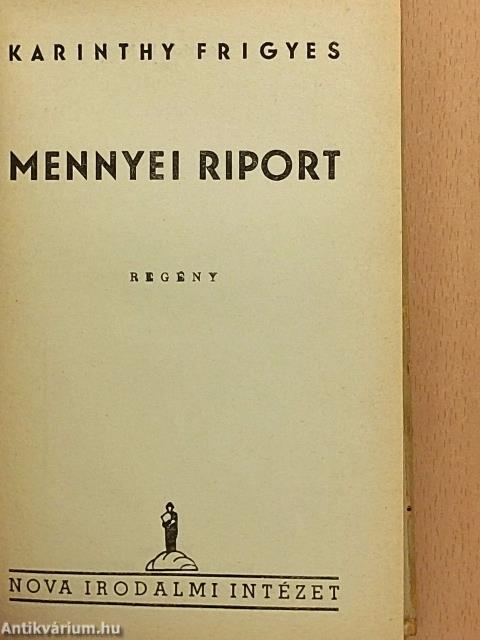 KARINTHY FRIGYES
MENNYEI RIPORT
REGÉNY
NOVA IRODALMI INTÉZET
Antikvárium.hu